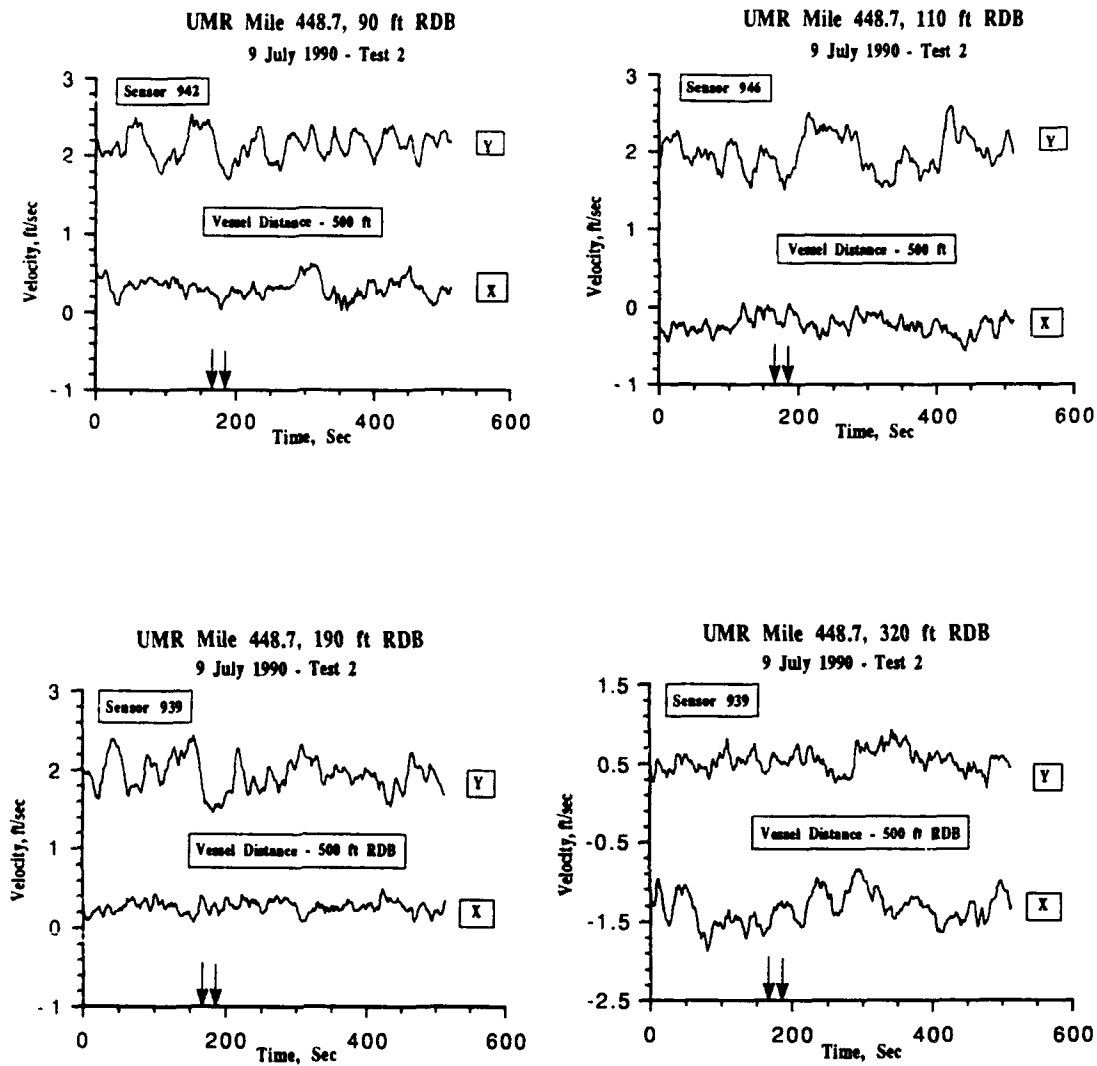 UMR Mile 448.7, 90 ft RDB
9 July 1990 - Test 2
3
2
1
0
-1
Velocity, ft/sec
Sensor 942
Y
Vessel Distance - 500 ft
X
0
200
400
600
Time, Sec
UMR Mile 448.7, 110 ft RDB
9 July 1990 - Test 2
3
2
1
0
-1
Velocity, ft/sec
Sensor 946
Y
Vessel Distance - 500 ft
X
0
200
400
600
Time, Sec
UMR Mile 448.7, 190 ft RDB
9 July 1990 - Test 2
3
2
1
0
-1
Velocity, ft/sec
Sensor 939
Y
Vessel Distance - 500 ft RDB
X
0
200
400
600
Time, Sec
UMR Mile 448.7, 320 ft RDB
9 July 1990 - Test 2
1.5
0.5
-0.5
-1.5
-2.5
Velocity, ft/sec
Sensor 939
Y
Vessel Distance - 500 ft RDB
X
0
200
400
600
Time, Sec